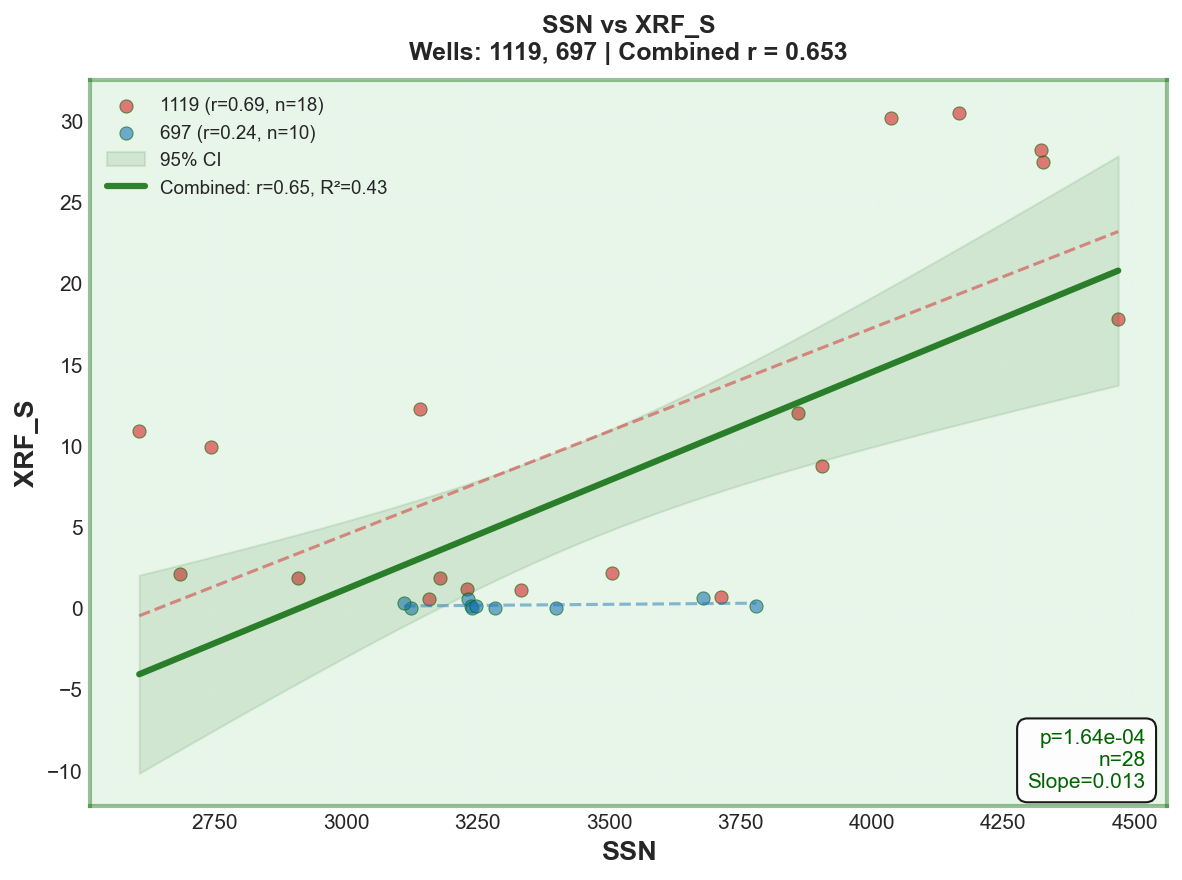 SSN vs XRF_S
Wells: 1119, 697 | Combined r = 0.653
1119 (r=0.69, n=18)
697 (r=0.24, n=10)
95% CI
Combined: r=0.65, R²=0.43
XRF_S
30
25
20
15
10
5
0
−5
−10
p=1.64e-04
n=28
Slope=0.013
2750
3000
3250
3500
3750
4000
4250
4500
SSN